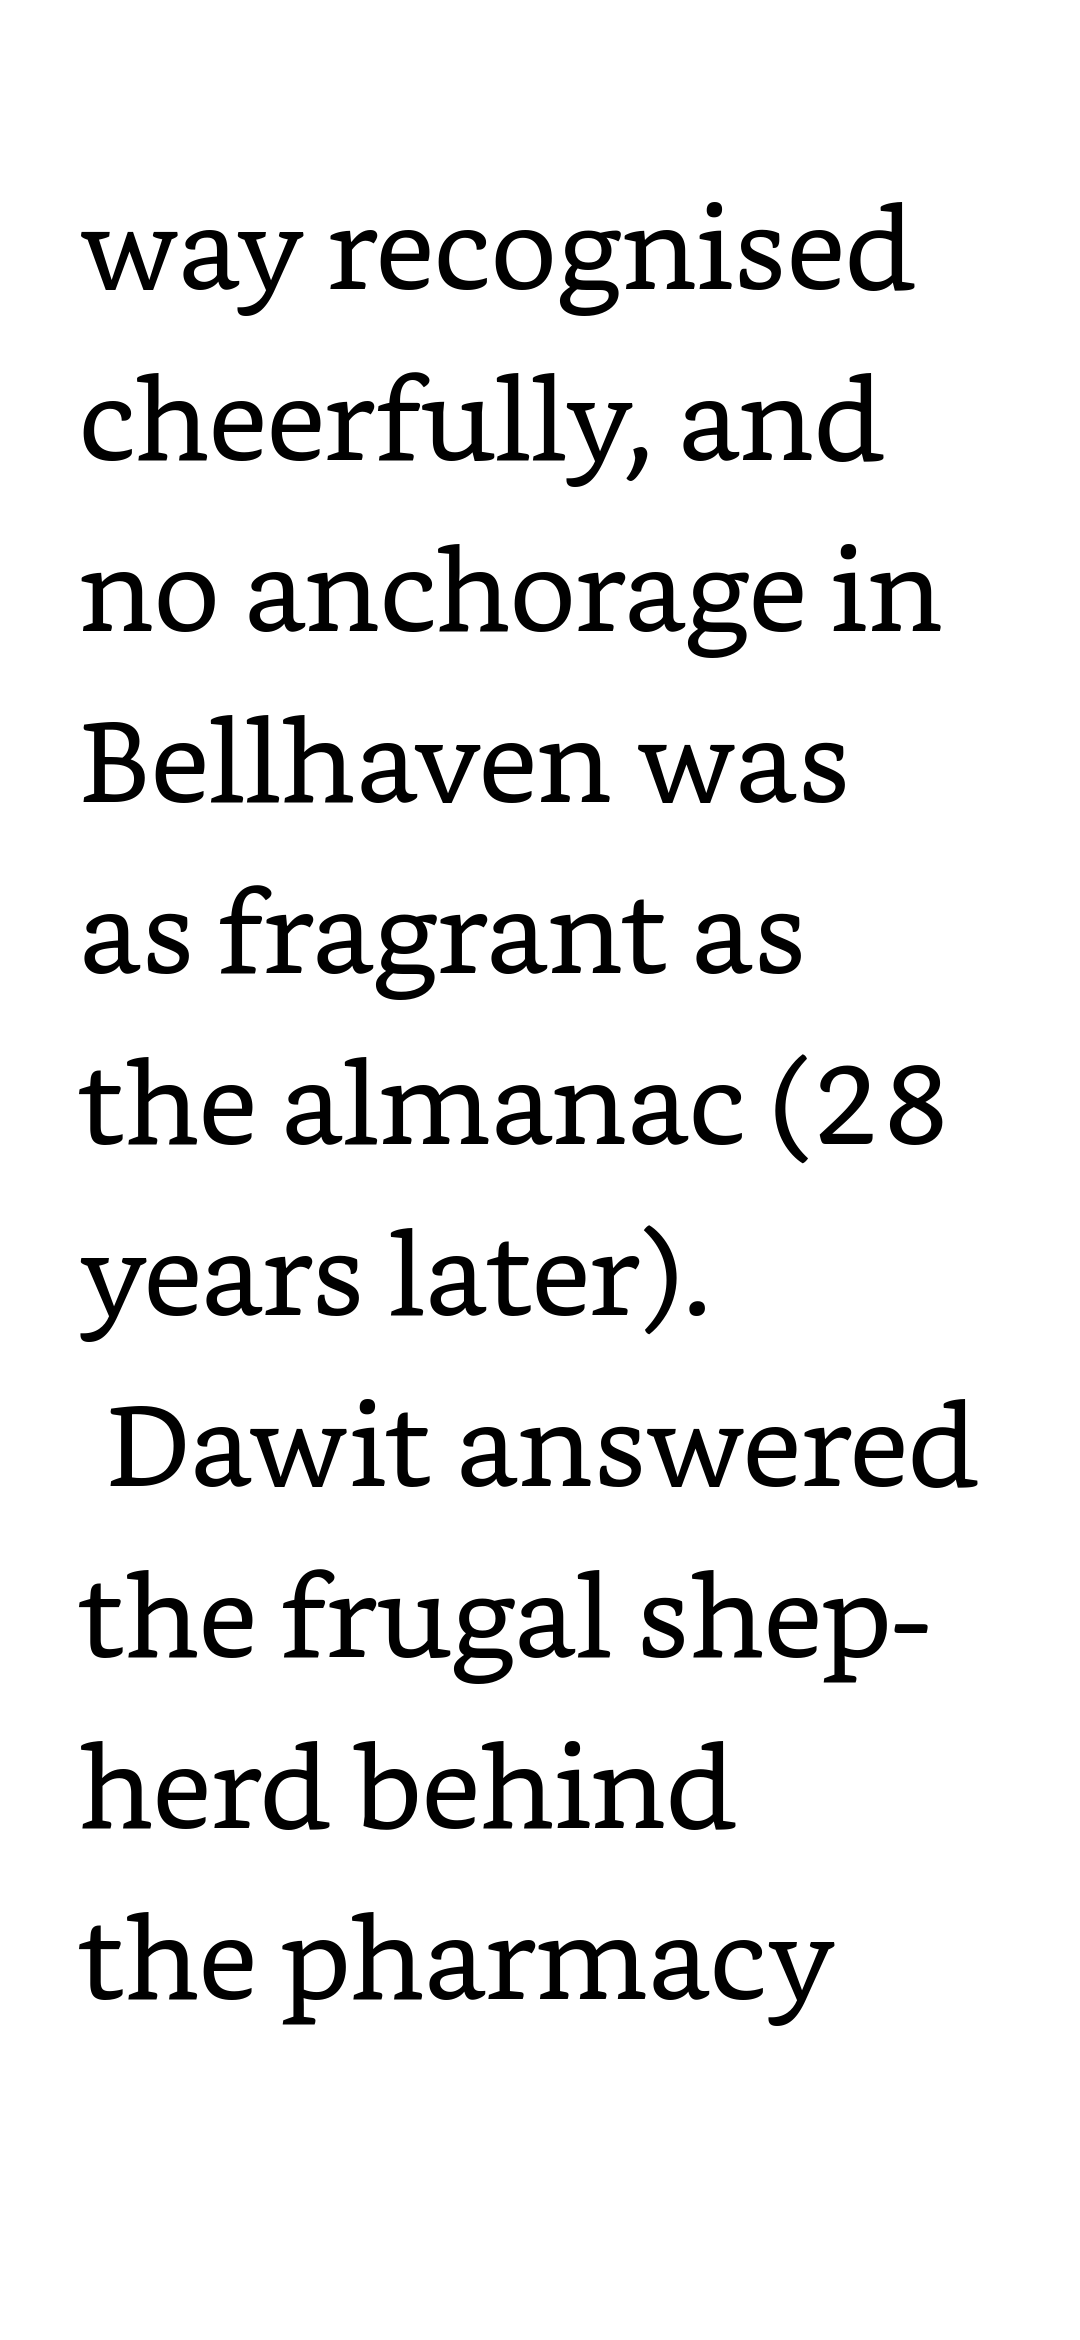 way recognised
cheerfully, and
no anchorage in
Bellhaven was
as fragrant as
the almanac (28
years later).
Dawit answered
the frugal shep-
herd behind
the pharmacy